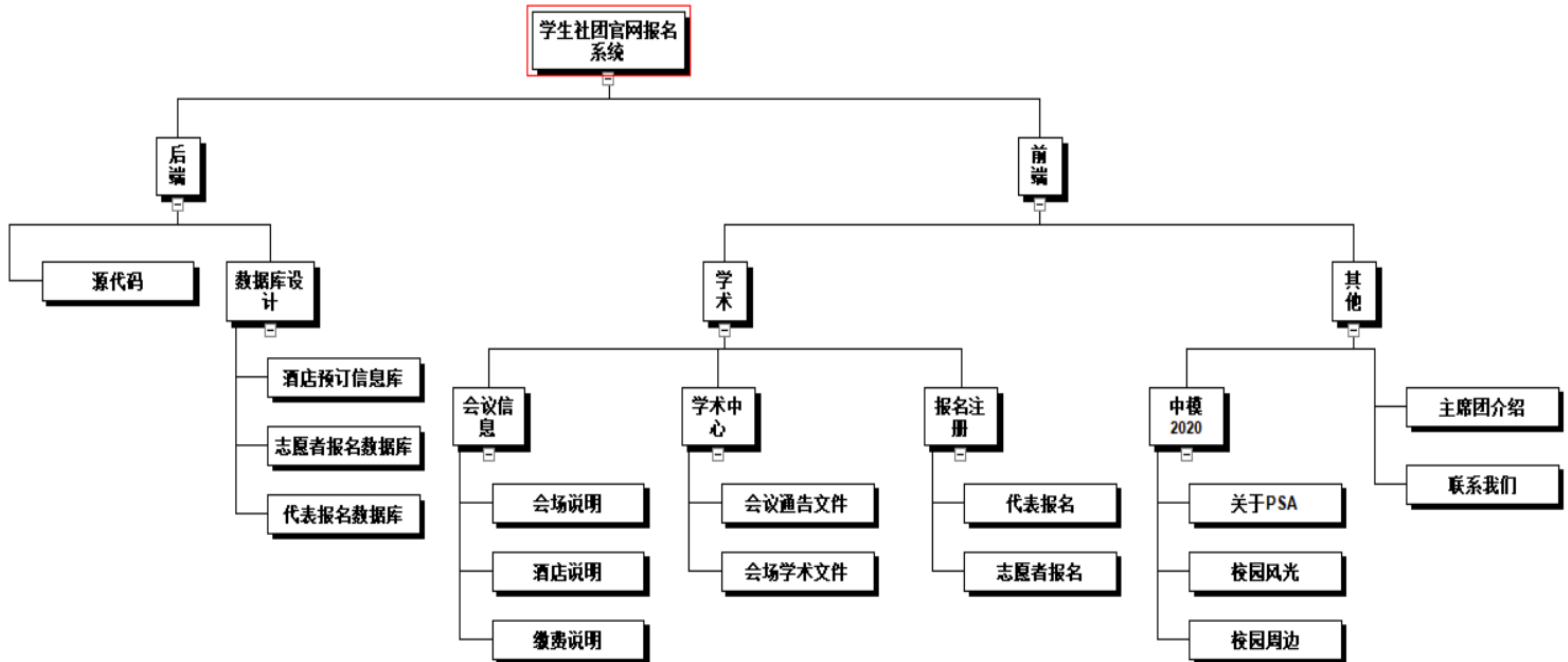 学生社团官网报名
系统
后
端
前
端
源代码
数据库设
计
学
术
其
他
酒店预订信息库
志愿者报名数据库
代表报名数据库
会议信
息
学术中
心
报名注
册
中模
2020
主席团介绍
联系我们
会场说明
酒店说明
缴费说明
会议通告文件
会场学术文件
代表报名
志愿者报名
关于PSA
校园风光
校园周边